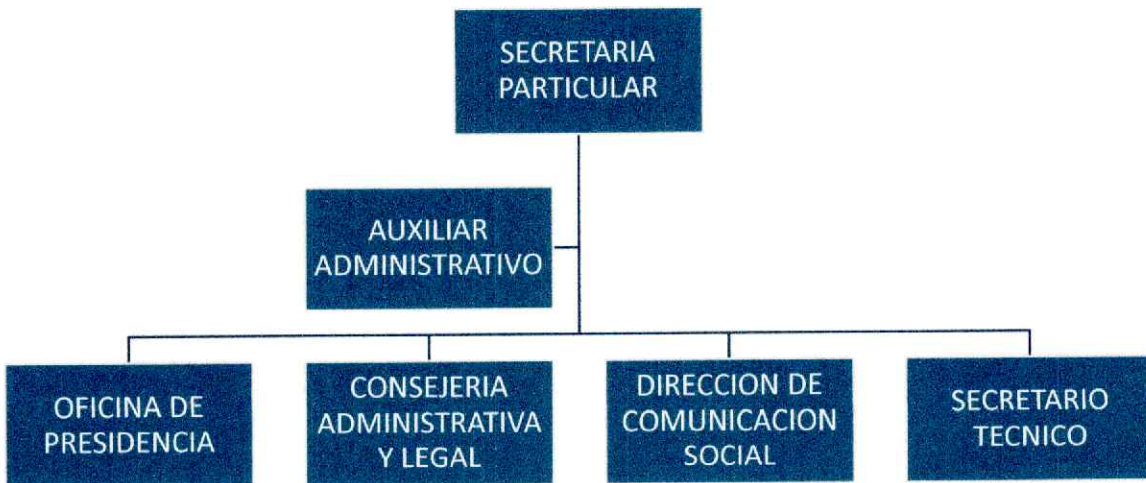 SECRETARIA
PARTICULAR
AUXILIAR
ADMINISTRATIVO
OFICINA DE
PRESIDENCIA
CONSEJERIA
ADMINISTRATIVA
Y LEGAL
DIRECCION DE
COMUNICACION
SOCIAL
SECRETARIO
TECNICO